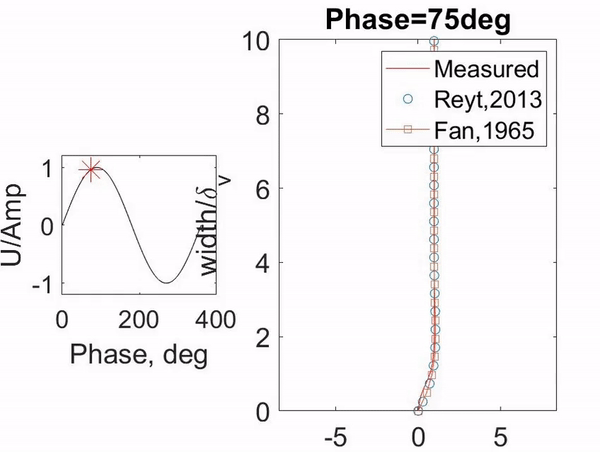 Phase=75deg
10
8
6
4
2
0
-5
0
5
Measured
Reyt,2013
Fan,1965
width/δv
U/Amp
1
0
-1
0
200
400
Phase, deg